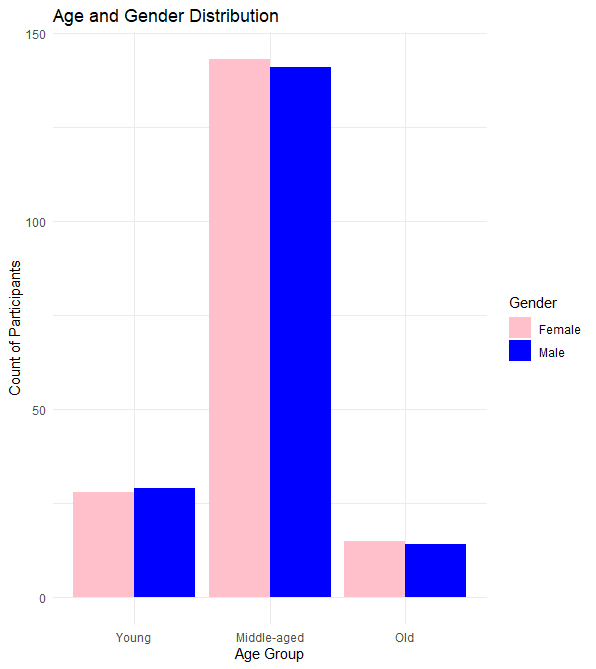 Age and Gender Distribution
150
100
50
0
Count of Participants
Young
Middle-aged
Old
Age Group
Gender
Female
Male